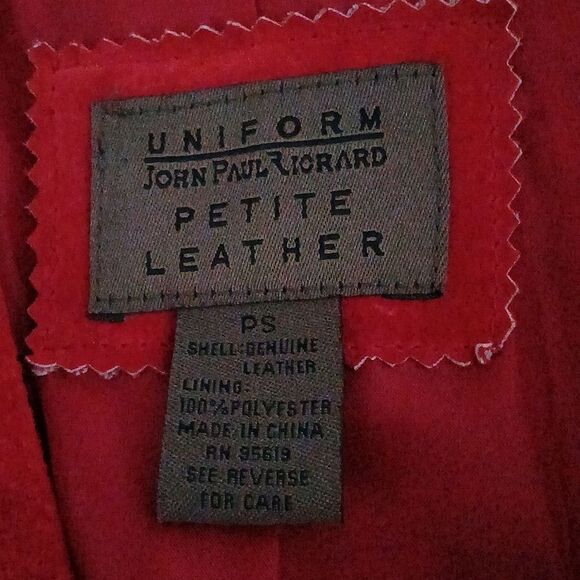 UNIFORM
JOHN PAUL RICHARD
PETITE
LEATHER
PS
SHELL: GENUINE
LEATHER
LINING:
100% POLYESTER
MADE IN CHINA
RN 95619
SEE REVERSE
FOR CARE